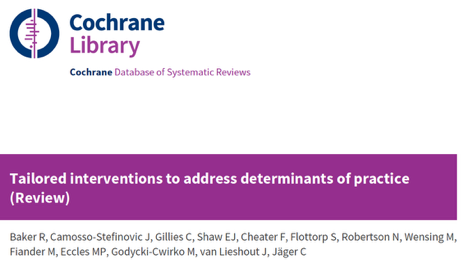 Cochrane
Library
Cochrane Database of Systematic Reviews
Tailored interventions to address determinants of practice
(Review)
Baker R, Camosso-Stefinovic J, Gillies C, Shaw EJ, Cheater F, Flottorp S, Robertson N, Wensing M,
Fiander M, Eccles MP, Godycki-Cwirko M, van Lieshout J, Jäger C